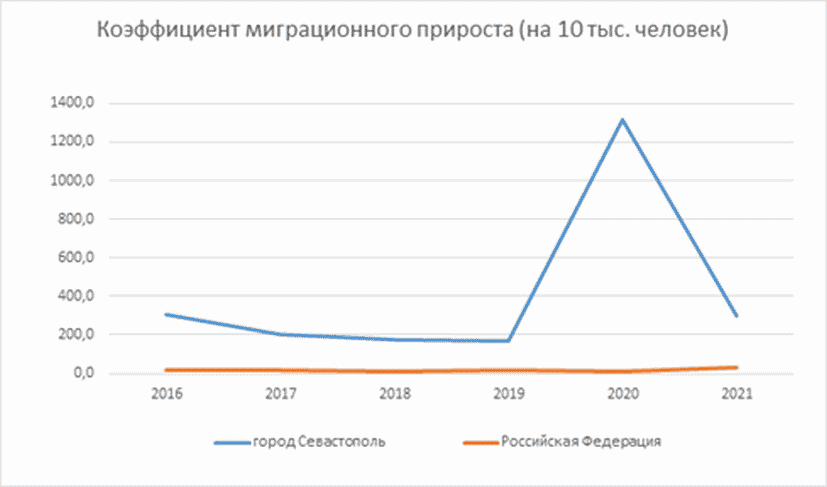 Коэффициент миграционного прироста (на 10 тыс. человек)
1400,0
1200,0
1000,0
800,0
600,0
400,0
200,0
0,0
2016 2017 2018 2019 2020 2021
город Севастополь Российская Федерация